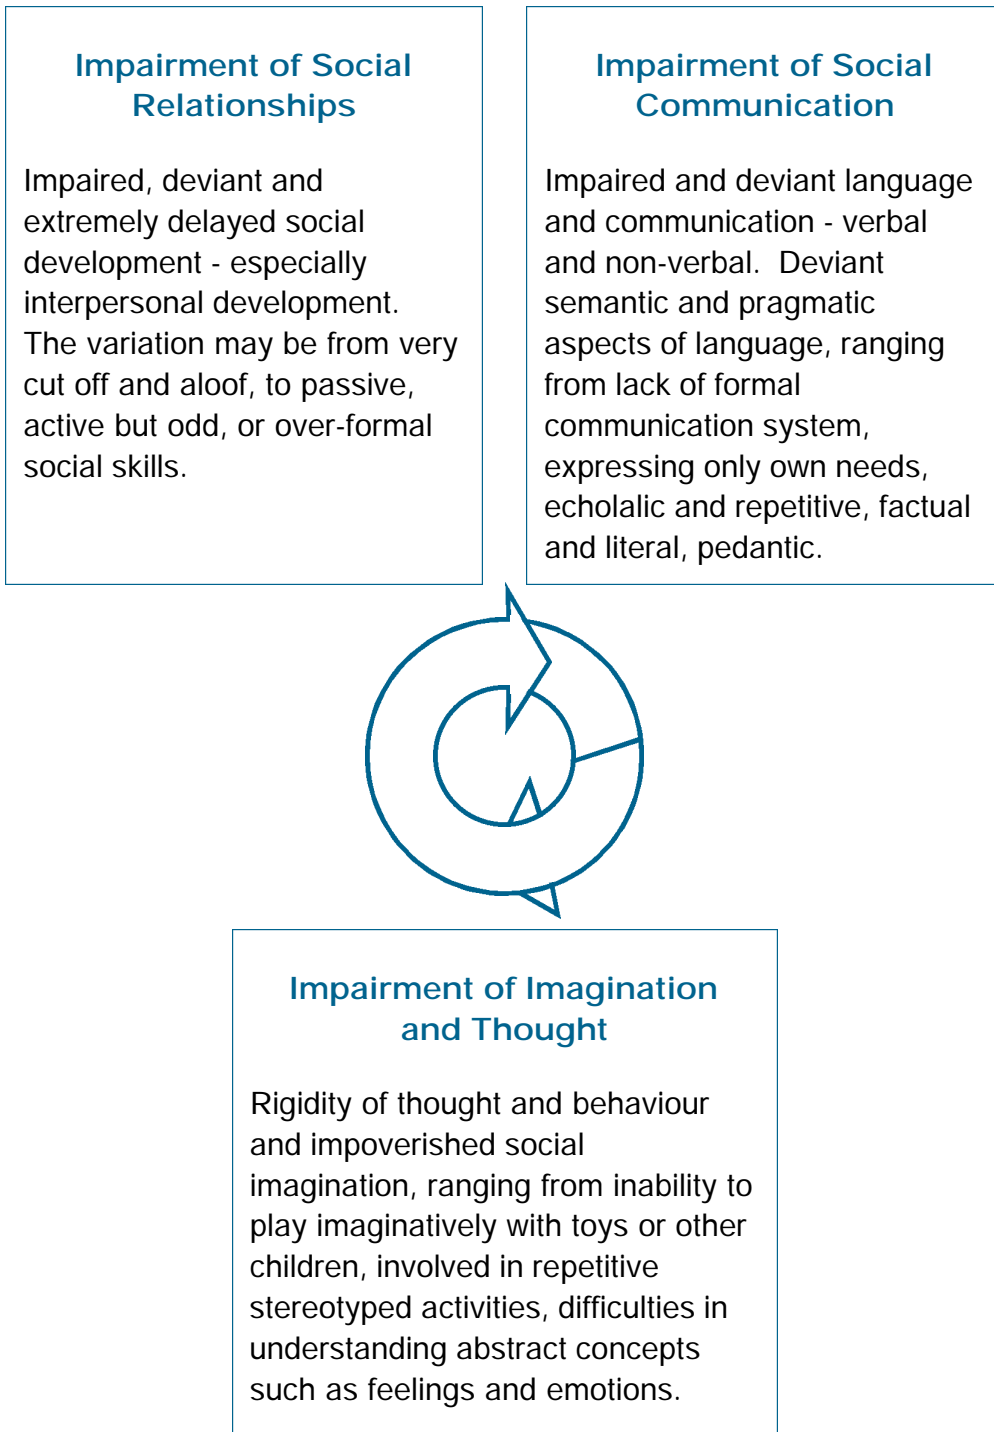 Impairment of Social
Relationships
Impaired, deviant and
extremely delayed social
development - especially
interpersonal development.
The variation may be from very
cut off and aloof, to passive,
active but odd, or over-formal
social skills.
Impairment of Social
Communication
Impaired and deviant language
and communication - verbal
and non-verbal.  Deviant
semantic and pragmatic
aspects of language, ranging
from lack of formal
communication system,
expressing only own needs,
echolalic and repetitive, factual
and literal, pedantic.
Impairment of Imagination
and Thought
Rigidity of thought and behaviour
and impoverished social
imagination, ranging from inability to
play imaginatively with toys or other
children, involved in repetitive
stereotyped activities, difficulties in
understanding abstract concepts
such as feelings and emotions.